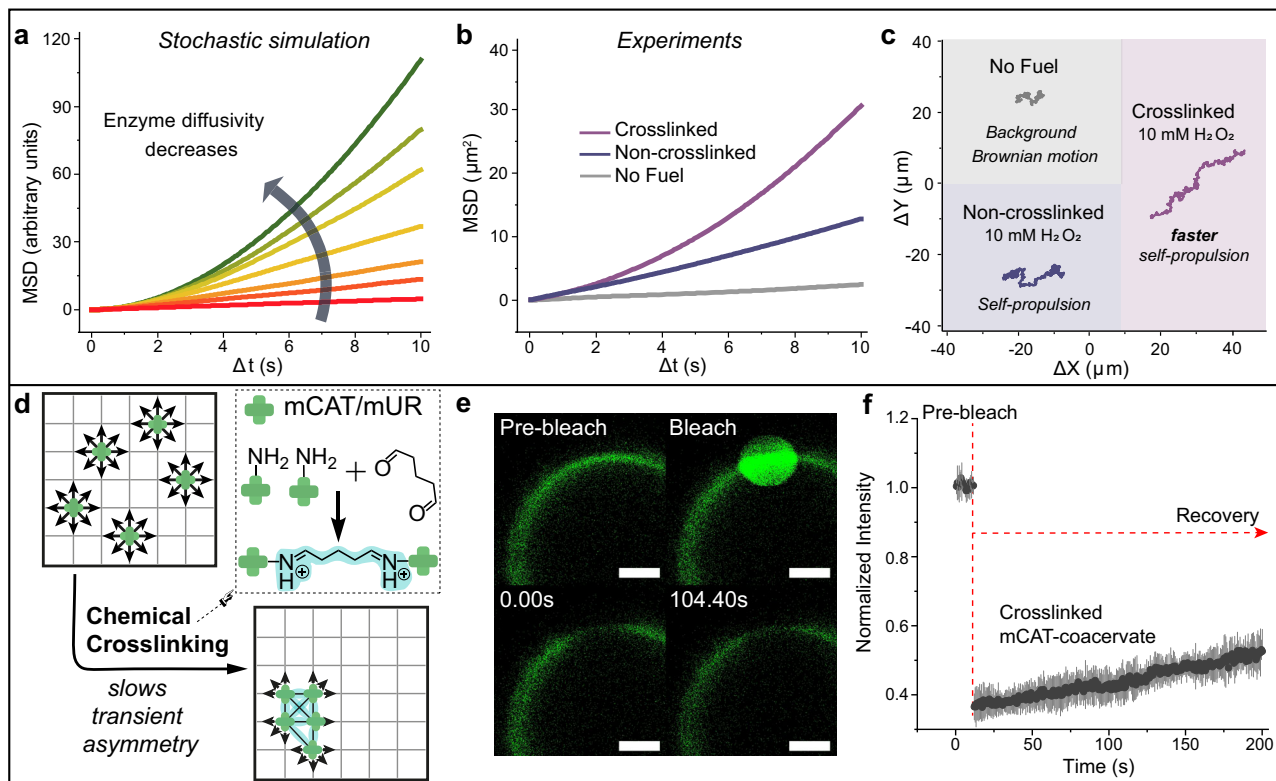 a
Stochastic simulation
MSD (arbitrary units)
120
90
60
30
0
Enzyme diffusivity
decreases
0 2 4 6 8 10
Δt (s)
b
Experiments
MSD (µm²)
40
30
20
10
0
Crosslinked
Non-crosslinked
No Fuel
0 2 4 6 8 10
Δt (s)
c
ΔY (µm)
40
20
0
-20
-40
No Fuel
Background
Brownian motion
Crosslinked
10 mM H₂O₂
faster
self-propulsion
Non-crosslinked
10 mM H₂O₂
Self-propulsion
-40 -20 0 20 40
ΔX (µm)
d
mCAT/mUR
NH₂ NH₂
+
O
O
N
H
⊕
N
H
⊕
Chemical
Crosslinking
slows
transient
asymmetry
e
Pre-bleach
Bleach
0.00s
104.40s
f
Normalized Intensity
1.2
1.0
0.8
0.6
0.4
Pre-bleach
Recovery
Crosslinked
mCAT-coacervate
0 50 100 150 200
Time (s)